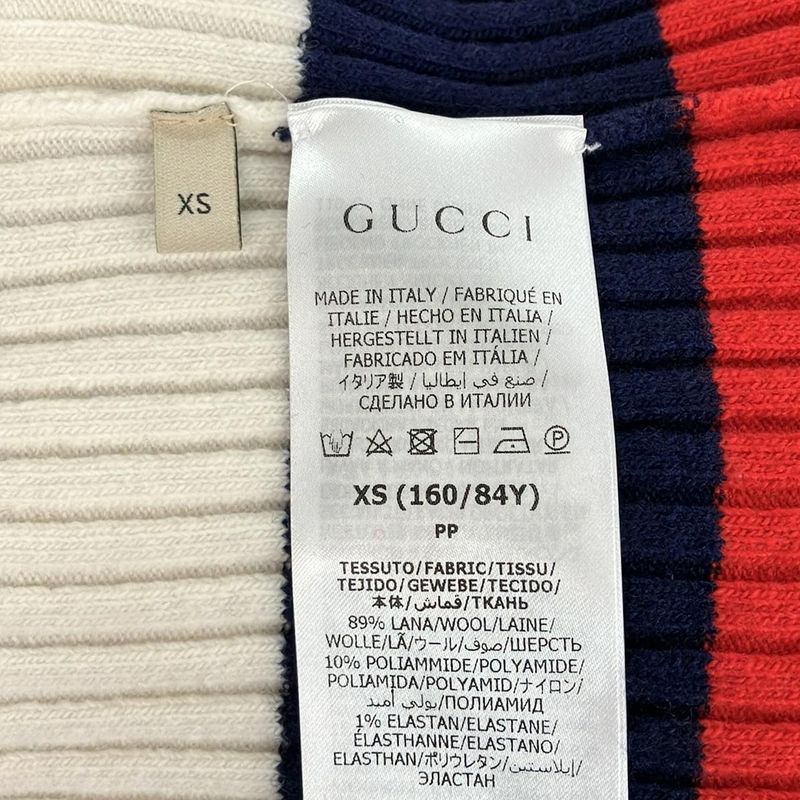 XS
GUCCI
MADE IN ITALY / FABRIQUÉ EN
ITALIE / HECHO EN ITALIA /
HERGESTELLT IN ITALIEN /
FABRICADO EM ITÁLIA /
イタリア製 / صنع في إيطاليا /
СДЕЛАНО В ИТАЛИИ
P
XS (160/84Y)
PP
TESSUTO/FABRIC/TISSU/
TEJIDO/GEWEBE/TECIDO/
本体/قماش/ТКАНЬ
89% LANA/WOOL/LAINE/
WOLLE/LÃ/ウール/صوف/ШЕРСТЬ
10% POLIAMMIDE/POLYAMIDE/
POLIAMIDA/POLYAMID/ナイロン/
بولي أميد/ПОЛИАМИД
1% ELASTAN/ELASTANE/
ÉLASTHANNE/ELASTANO/
ELASTHAN/ポリウレタン/إيلاستين/
ЭЛАСТАН